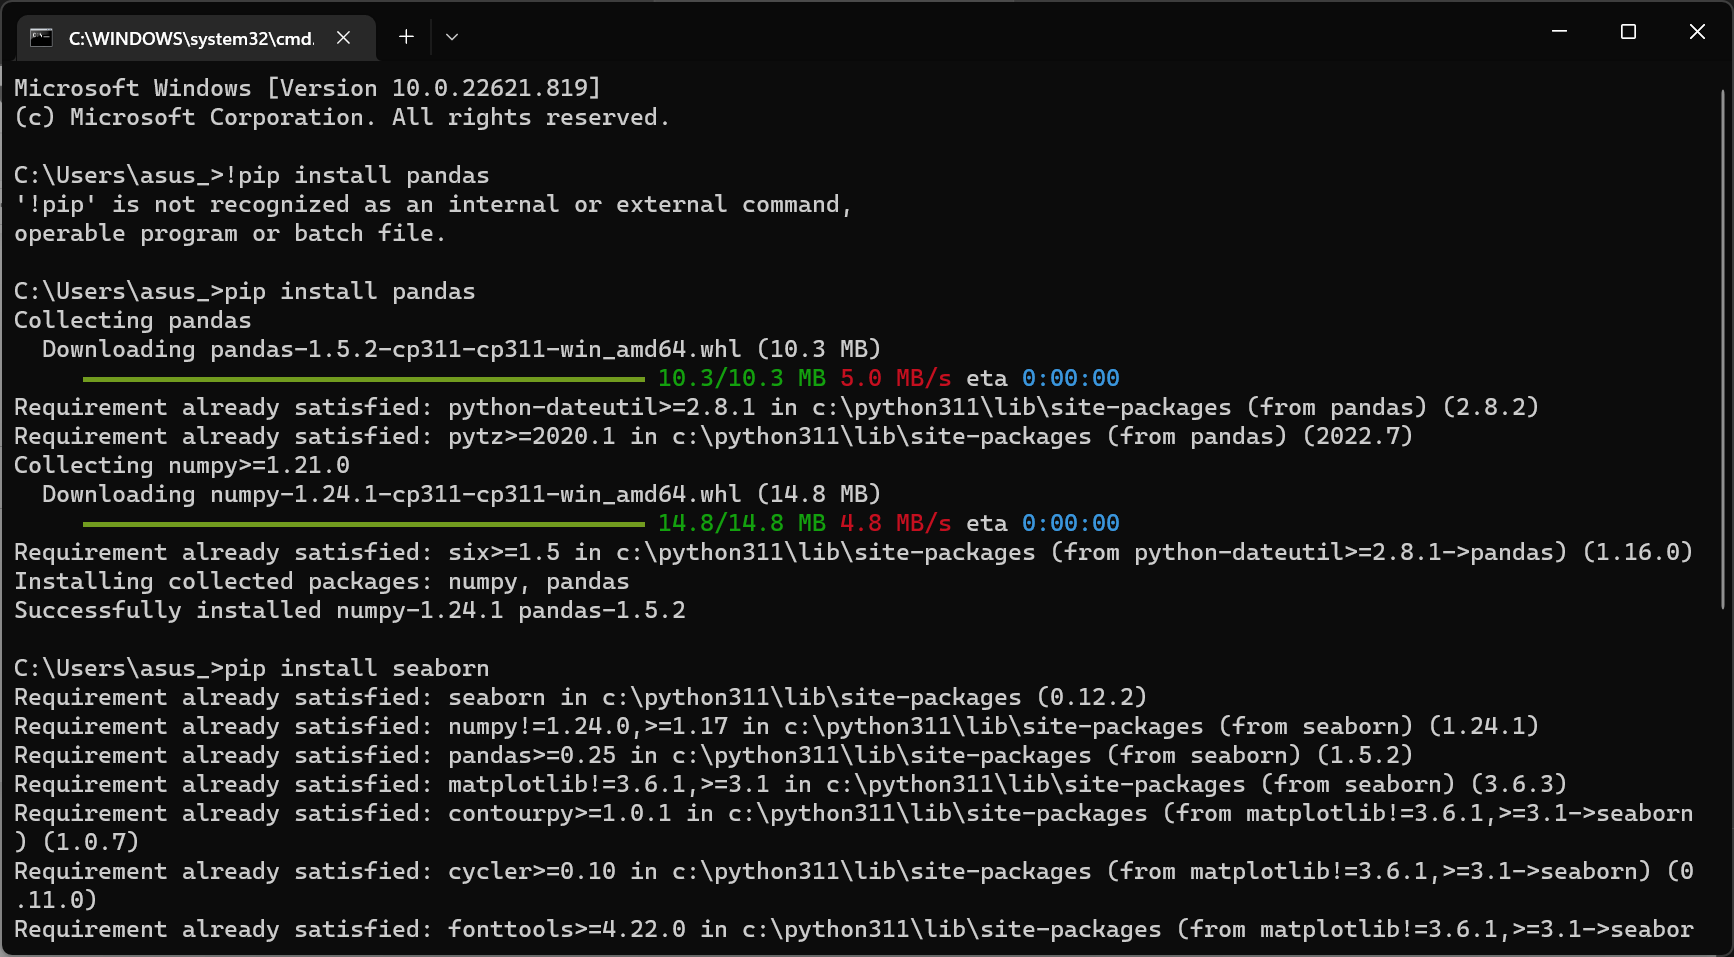 C:\WINDOWS\system32\cmd.
Microsoft Windows [Version 10.0.22621.819]
(c) Microsoft Corporation. All rights reserved.
C:\Users\asus_>!pip install pandas
'!pip' is not recognized as an internal or external command,
operable program or batch file.
C:\Users\asus_>pip install pandas
Collecting pandas
  Downloading pandas-1.5.2-cp311-cp311-win_amd64.whl (10.3 MB)
10.3/10.3 MB 5.0 MB/s eta 0:00:00
Requirement already satisfied: python-dateutil>=2.8.1 in c:\python311\lib\site-packages (from pandas) (2.8.2)
Requirement already satisfied: pytz>=2020.1 in c:\python311\lib\site-packages (from pandas) (2022.7)
Collecting numpy>=1.21.0
  Downloading numpy-1.24.1-cp311-cp311-win_amd64.whl (14.8 MB)
14.8/14.8 MB 4.8 MB/s eta 0:00:00
Requirement already satisfied: six>=1.5 in c:\python311\lib\site-packages (from python-dateutil>=2.8.1->pandas) (1.16.0)
Installing collected packages: numpy, pandas
Successfully installed numpy-1.24.1 pandas-1.5.2
C:\Users\asus_>pip install seaborn
Requirement already satisfied: seaborn in c:\python311\lib\site-packages (0.12.2)
Requirement already satisfied: numpy!=1.24.0,>=1.17 in c:\python311\lib\site-packages (from seaborn) (1.24.1)
Requirement already satisfied: pandas>=0.25 in c:\python311\lib\site-packages (from seaborn) (1.5.2)
Requirement already satisfied: matplotlib!=3.6.1,>=3.1 in c:\python311\lib\site-packages (from seaborn) (3.6.3)
Requirement already satisfied: contourpy>=1.0.1 in c:\python311\lib\site-packages (from matplotlib!=3.6.1,>=3.1->seaborn
) (1.0.7)
Requirement already satisfied: cycler>=0.10 in c:\python311\lib\site-packages (from matplotlib!=3.6.1,>=3.1->seaborn) (0
.11.0)
Requirement already satisfied: fonttools>=4.22.0 in c:\python311\lib\site-packages (from matplotlib!=3.6.1,>=3.1->seabor